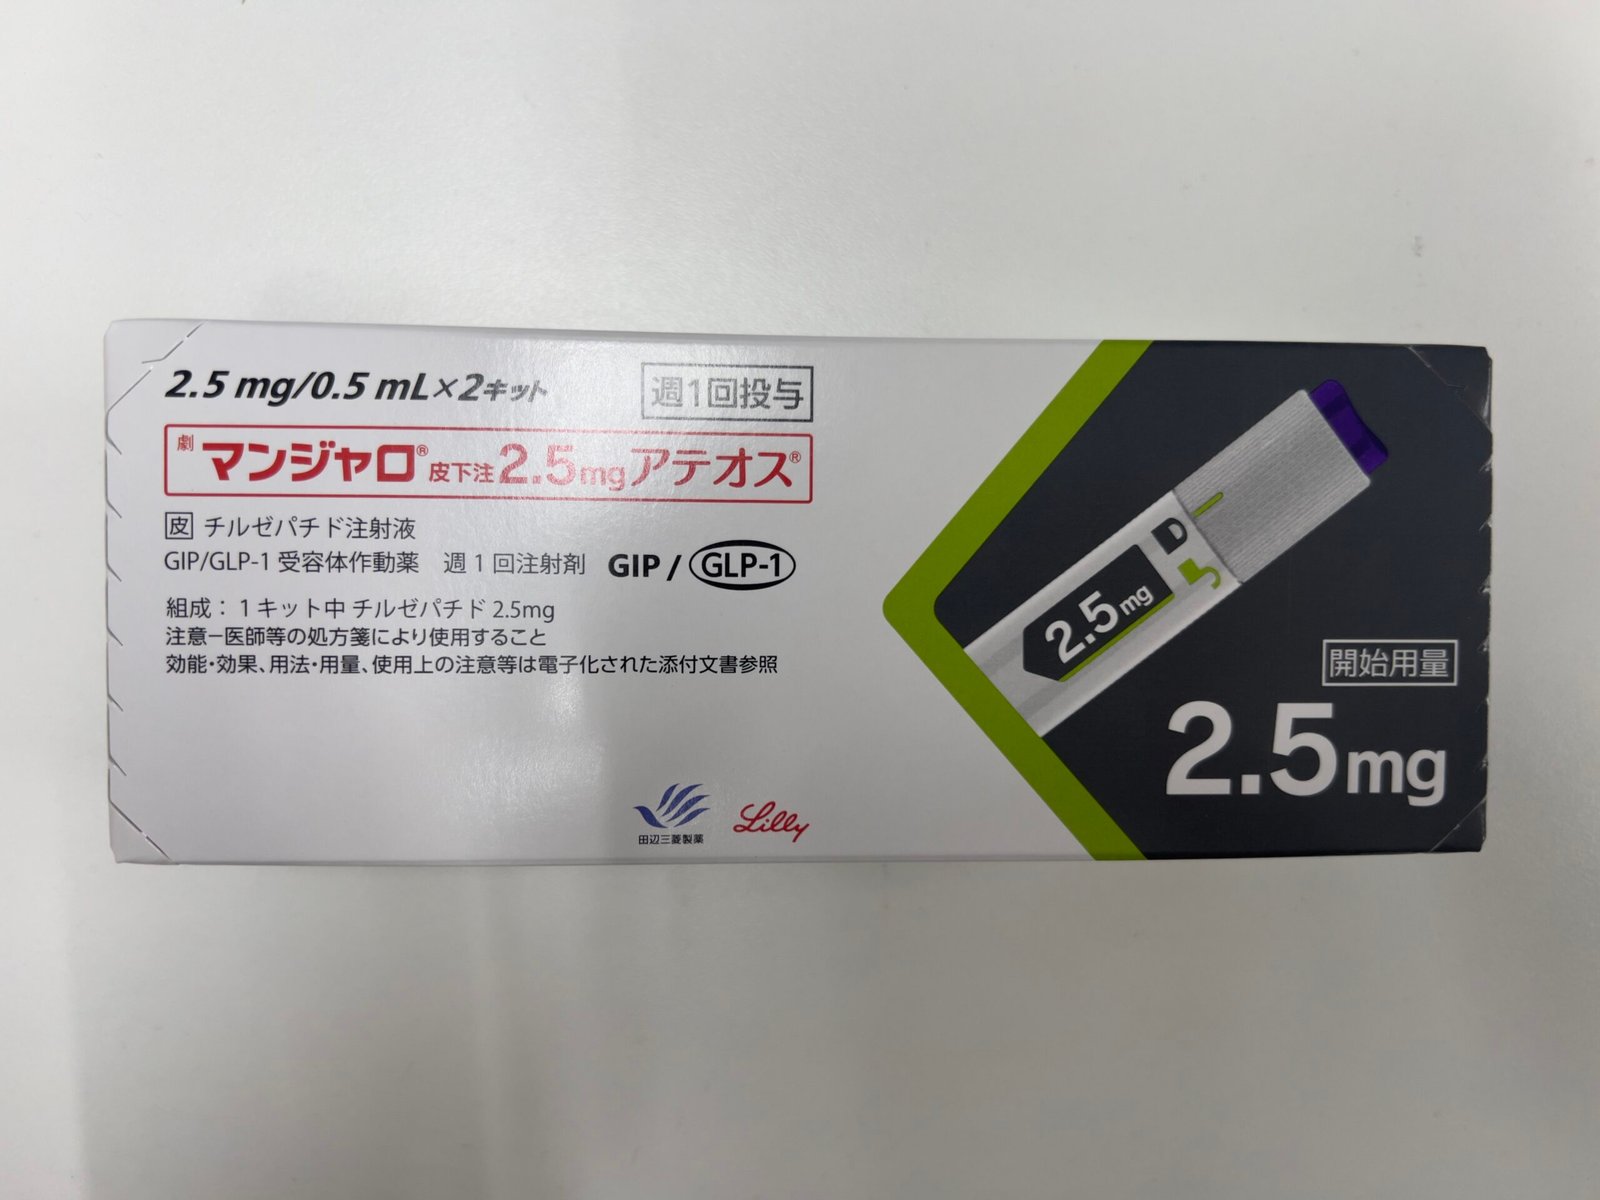 2.5 mg/0.5 mL×2キット
週1回投与
劇 マンジャロ® 皮下注2.5mgアテオス®
皮 チルゼパチド注射液
GIP/GLP-1 受容体作動薬 週1回注射剤 GIP / GLP-1
組成：1キット中 チルゼパチド 2.5mg
注意－医師等の処方箋により使用すること
効能・効果、用法・用量、使用上の注意等は電子化された添付文書参照
田辺三菱製薬
Lilly
2.5 mg
開始用量
2.5mg